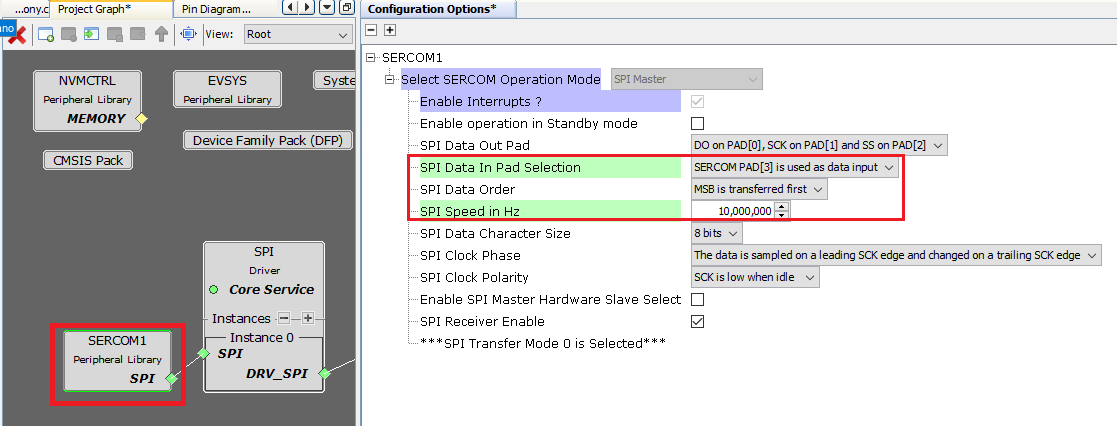 ...ony.c
Project Graph*
Pin Diagram...
Configuration Options*
ano
View:
Root
NVMCTRL
Peripheral Library
MEMORY
EVSYS
Peripheral Library
Syste
Device Family Pack (DFP)
CMSIS Pack
SPI
Driver
Core Service
Instances
Instance 0
SPI
DRV_SPI
SERCOM1
Peripheral Library
SPI
SERCOM1
Select SERCOM Operation Mode SPI Master
Enable Interrupts ?
Enable operation in Standby mode
SPI Data Out Pad DO on PAD[0], SCK on PAD[1] and SS on PAD[2]
SPI Data In Pad Selection SERCOM PAD[3] is used as data input
SPI Data Order MSB is transferred first
SPI Speed in Hz 10,000,000
SPI Data Character Size 8 bits
SPI Clock Phase The data is sampled on a leading SCK edge and changed on a trailing SCK edge
SPI Clock Polarity SCK is low when idle
Enable SPI Master Hardware Slave Select
SPI Receiver Enable
***SPI Transfer Mode 0 is Selected***